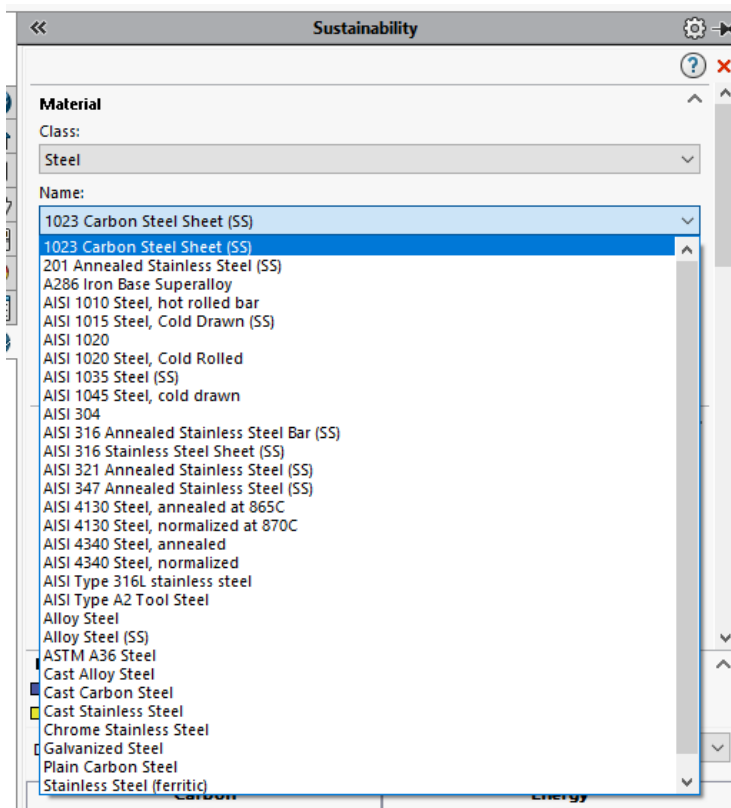 Sustainability
Material
Class:
Steel
Name:
1023 Carbon Steel Sheet (SS)
1023 Carbon Steel Sheet (SS)
201 Annealed Stainless Steel (SS)
A286 Iron Base Superalloy
AISI 1010 Steel, hot rolled bar
AISI 1015 Steel, Cold Drawn (SS)
AISI 1020
AISI 1020 Steel, Cold Rolled
AISI 1035 Steel (SS)
AISI 1045 Steel, cold drawn
AISI 304
AISI 316 Annealed Stainless Steel Bar (SS)
AISI 316 Stainless Steel Sheet (SS)
AISI 321 Annealed Stainless Steel (SS)
AISI 347 Annealed Stainless Steel (SS)
AISI 4130 Steel, annealed at 865C
AISI 4130 Steel, normalized at 870C
AISI 4340 Steel, annealed
AISI 4340 Steel, normalized
AISI Type 316L stainless steel
AISI Type A2 Tool Steel
Alloy Steel
Alloy Steel (SS)
ASTM A36 Steel
Cast Alloy Steel
Cast Carbon Steel
Cast Stainless Steel
Chrome Stainless Steel
Galvanized Steel
Plain Carbon Steel
Stainless Steel (ferritic)
Carbon Energy